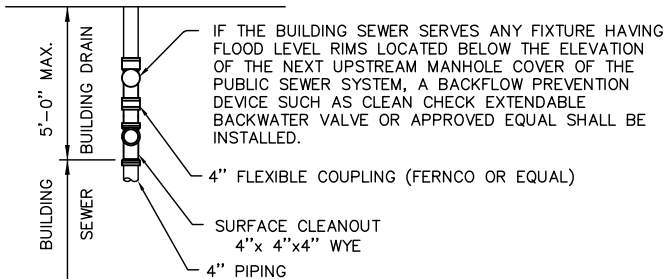 IF THE BUILDING SEWER SERVES ANY FIXTURE HAVING
FLOOD LEVEL RIMS LOCATED BELOW THE ELEVATION
OF THE NEXT UPSTREAM MANHOLE COVER OF THE
PUBLIC SEWER SYSTEM, A BACKFLOW PREVENTION
DEVICE SUCH AS CLEAN CHECK EXTENDABLE
BACKWATER VALVE OR APPROVED EQUAL SHALL BE
INSTALLED.
5'-0" MAX.
BUILDING DRAIN
4" FLEXIBLE COUPLING (FERNCO OR EQUAL)
BUILDING
SEWER
SURFACE CLEANOUT
4"x 4"x4" WYE
4" PIPING